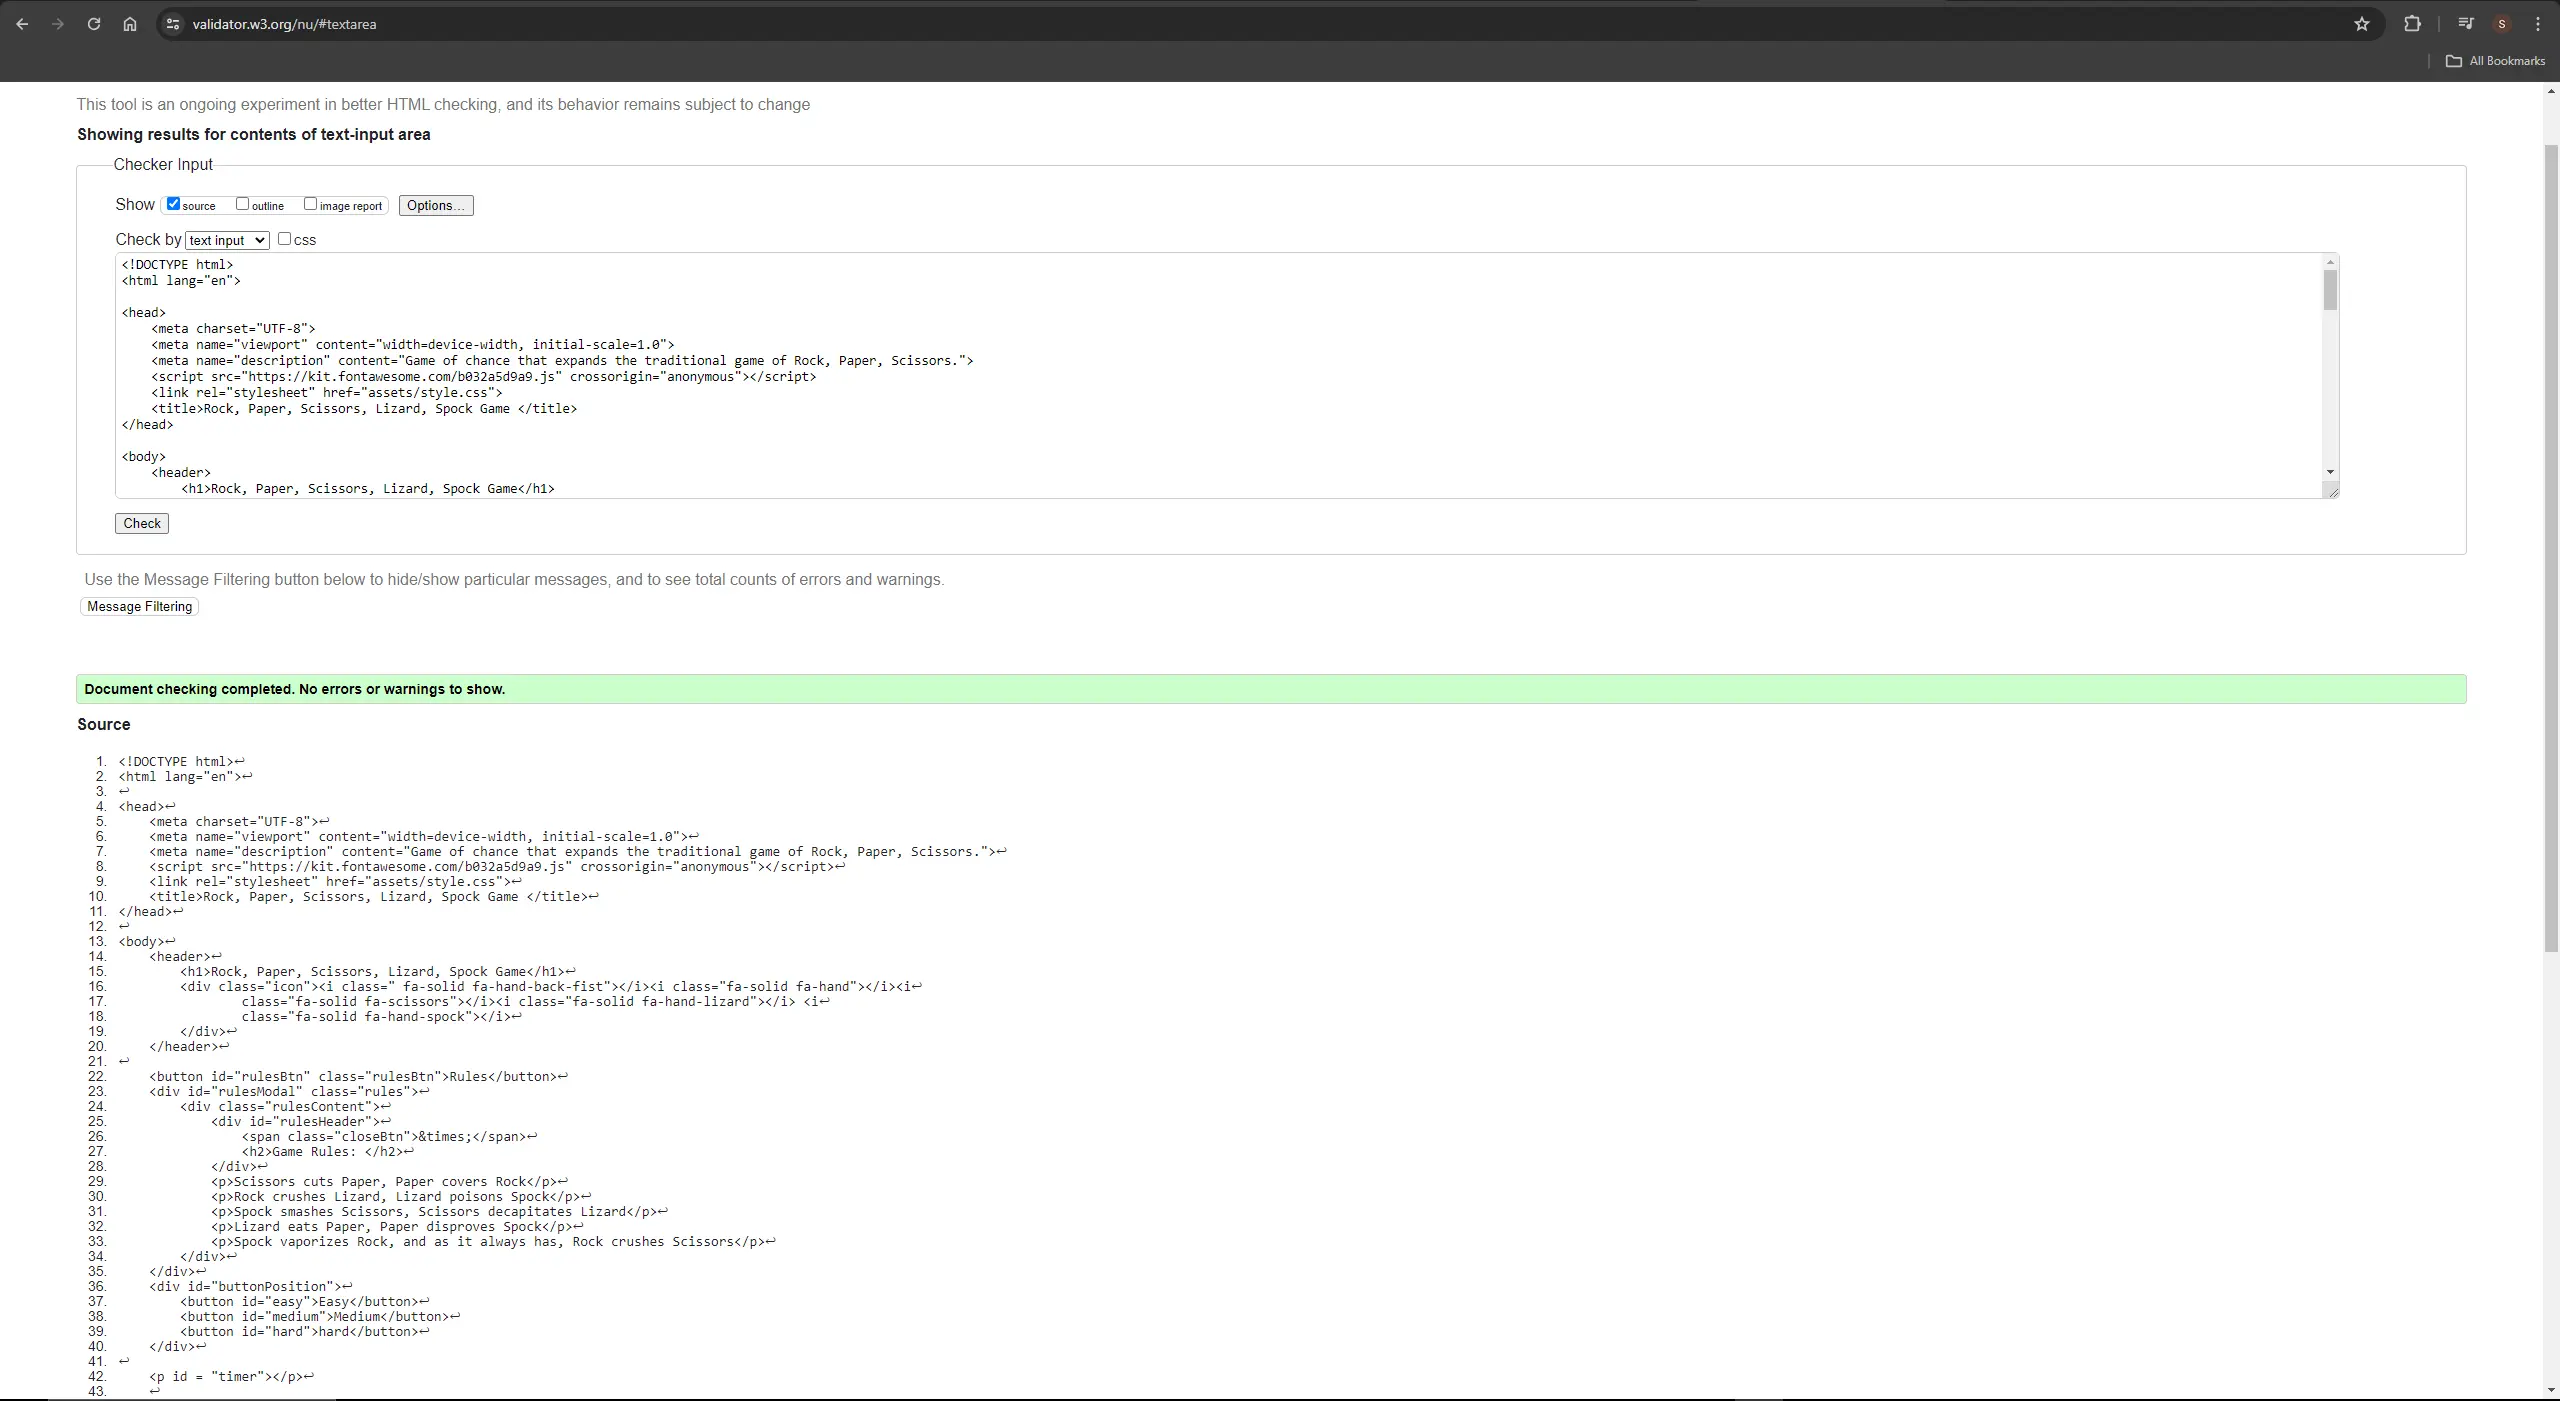 validator.w3.org/nu/#textarea
S
All Bookmarks
This tool is an ongoing experiment in better HTML checking, and its behavior remains subject to change
Showing results for contents of text-input area
Checker Input
Show source outline image report Options...
Check by text input css
<!DOCTYPE html>
<html lang="en">
<head>
    <meta charset="UTF-8">
    <meta name="viewport" content="width=device-width, initial-scale=1.0">
    <meta name="description" content="Game of chance that expands the traditional game of Rock, Paper, Scissors.">
    <script src="https://kit.fontawesome.com/b032a5d9a9.js" crossorigin="anonymous"></script>
    <link rel="stylesheet" href="assets/style.css">
    <title>Rock, Paper, Scissors, Lizard, Spock Game </title>
</head>
<body>
    <header>
        <h1>Rock, Paper, Scissors, Lizard, Spock Game</h1>
Check
Use the Message Filtering button below to hide/show particular messages, and to see total counts of errors and warnings.
Message Filtering
Document checking completed. No errors or warnings to show.
Source
1. <!DOCTYPE html>↩
2. <html lang="en">↩
3. ↩
4. <head>↩
5.     <meta charset="UTF-8">↩
6.     <meta name="viewport" content="width=device-width, initial-scale=1.0">↩
7.     <meta name="description" content="Game of chance that expands the traditional game of Rock, Paper, Scissors.">↩
8.     <script src="https://kit.fontawesome.com/b032a5d9a9.js" crossorigin="anonymous"></script>↩
9.     <link rel="stylesheet" href="assets/style.css">↩
10.     <title>Rock, Paper, Scissors, Lizard, Spock Game </title>↩
11. </head>↩
12. ↩
13. <body>↩
14.     <header>↩
15.         <h1>Rock, Paper, Scissors, Lizard, Spock Game</h1>↩
16.         <div class="icon"><i class=" fa-solid fa-hand-back-fist"></i><i class="fa-solid fa-hand"></i><i↩
17.                 class="fa-solid fa-scissors"></i><i class="fa-solid fa-hand-lizard"></i> <i↩
18.                 class="fa-solid fa-hand-spock"></i>↩
19.         </div>↩
20.     </header>↩
21. ↩
22.     <button id="rulesBtn" class="rulesBtn">Rules</button>↩
23.     <div id="rulesModal" class="rules">↩
24.         <div class="rulesContent">↩
25.             <div id="rulesHeader">↩
26.                 <span class="closeBtn">&times;</span>↩
27.                 <h2>Game Rules: </h2>↩
28.             </div>↩
29.             <p>Scissors cuts Paper, Paper covers Rock</p>↩
30.             <p>Rock crushes Lizard, Lizard poisons Spock</p>↩
31.             <p>Spock smashes Scissors, Scissors decapitates Lizard</p>↩
32.             <p>Lizard eats Paper, Paper disproves Spock</p>↩
33.             <p>Spock vaporizes Rock, and as it always has, Rock crushes Scissors</p>↩
34.         </div>↩
35.     </div>↩
36.     <div id="buttonPosition">↩
37.         <button id="easy">Easy</button>↩
38.         <button id="medium">Medium</button>↩
39.         <button id="hard">hard</button>↩
40.     </div>↩
41. ↩
42.     <p id = "timer"></p>↩
43.     ↩